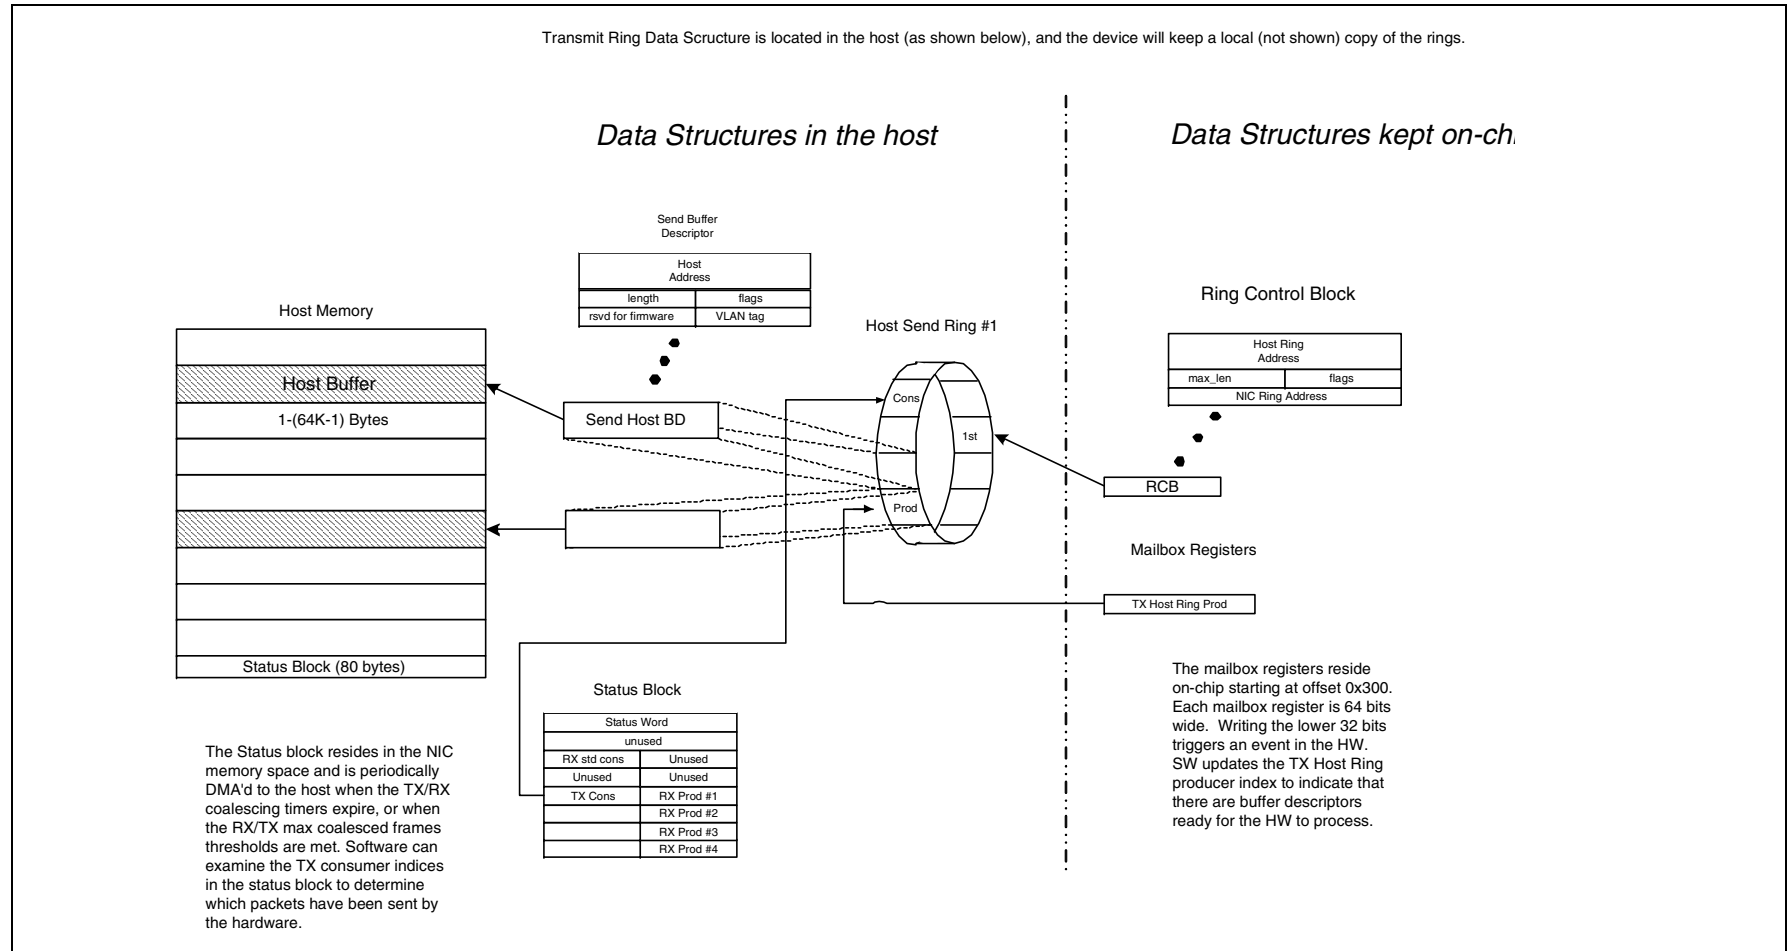 Transmit Ring Data Scructure is located in the host (as shown below), and the device will keep a local (not shown) copy of the rings.
Data Structures in the host
Data Structures kept on-chi
Send Buffer
Descriptor
Host
Address
length
flags
rsvd for firmware
VLAN tag
Host Memory
Host Buffer
1-(64K-1) Bytes
Status Block (80 bytes)
Send Host BD
Host Send Ring #1
Cons
1st
Prod
Ring Control Block
Host Ring
Address
max_len
flags
NIC Ring Address
RCB
Mailbox Registers
TX Host Ring Prod
Status Block
Status Word
unused
RX std cons
Unused
Unused
Unused
TX Cons
RX Prod #1
RX Prod #2
RX Prod #3
RX Prod #4
The Status block resides in the NIC
memory space and is periodically
DMA'd to the host when the TX/RX
coalescing timers expire, or when
the RX/TX max coalesced frames
thresholds are met. Software can
examine the TX consumer indices
in the status block to determine
which packets have been sent by
the hardware.
The mailbox registers reside
on-chip starting at offset 0x300.
Each mailbox register is 64 bits
wide.  Writing the lower 32 bits
triggers an event in the HW.
SW updates the TX Host Ring
producer index to indicate that
there are buffer descriptors
ready for the HW to process.